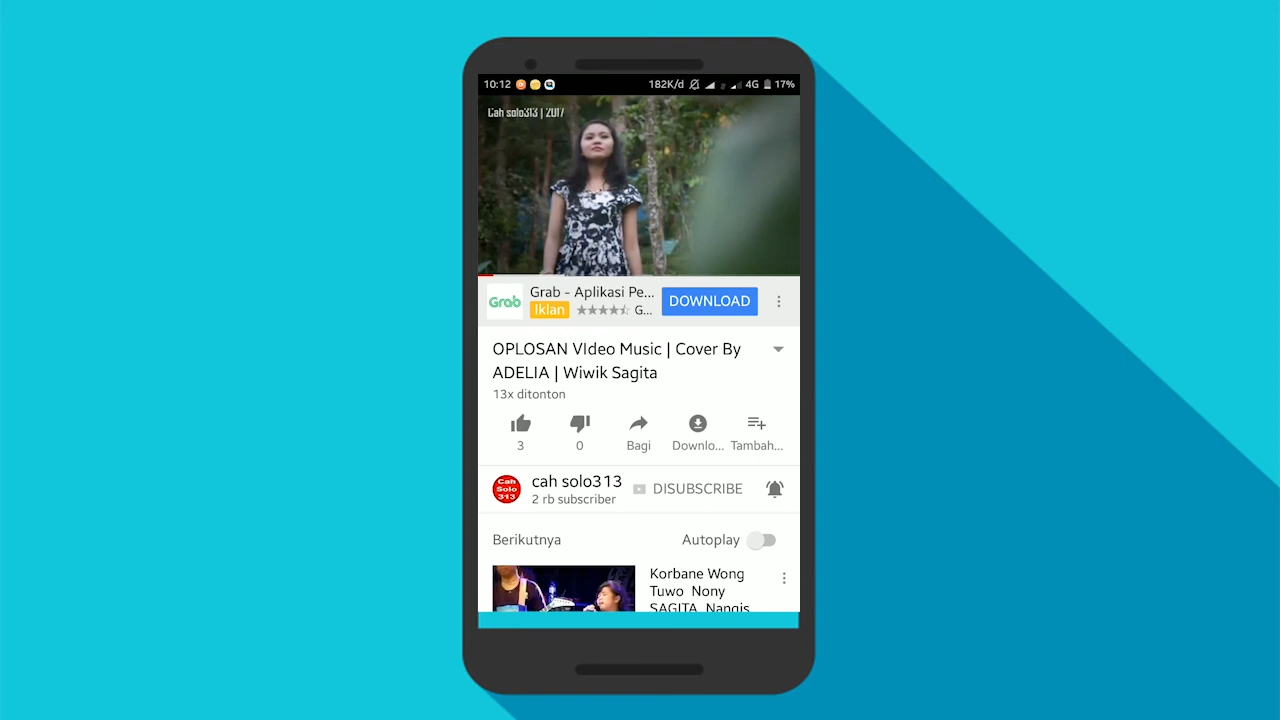 10:12 182K/d 4G 17%
Cah solo313 | 2017
Grab
Grab - Aplikasi Pe...
Iklan G...
DOWNLOAD
OPLOSAN VIdeo Music | Cover By
ADELIA | Wiwik Sagita
13x ditonton
3 0 Bagi Downlo... Tambah...
Cah
Solo
313
cah solo313
2 rb subscriber
DISUBSCRIBE
Berikutnya Autoplay
Korbane Wong
Tuwo Nony
SAGITA Nangis